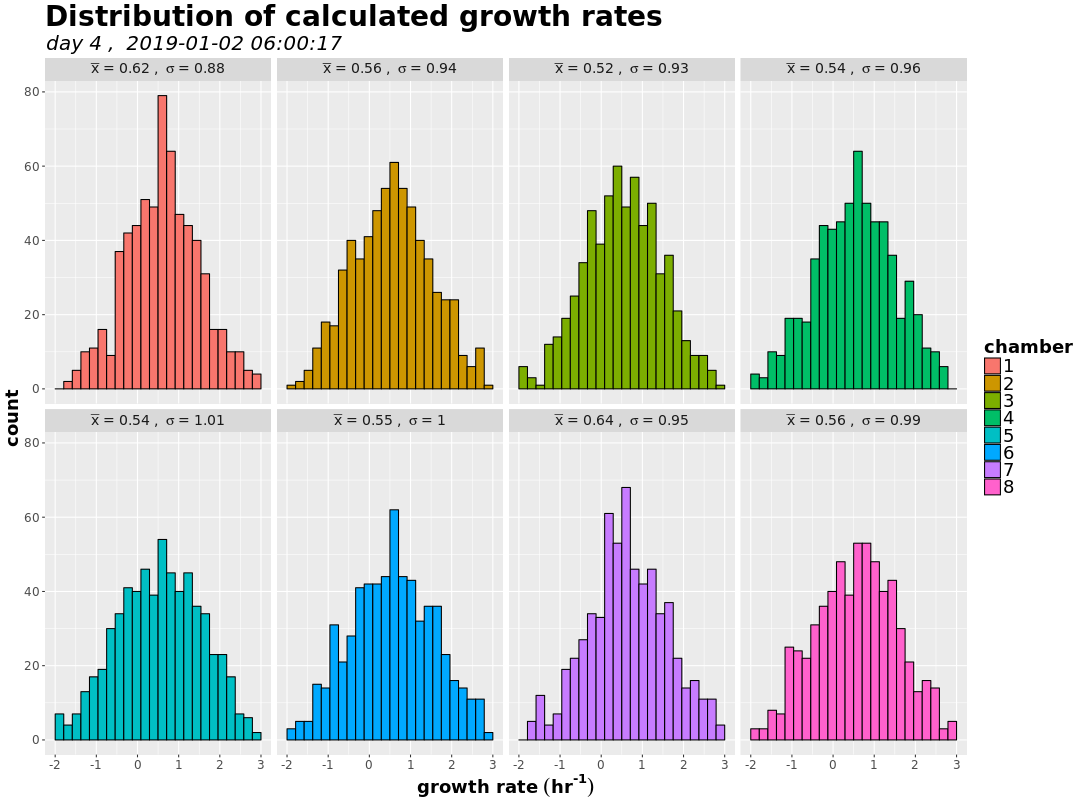 Distribution of calculated growth rates
day 4 , 2019-01-02 06:00:17
x̅ = 0.62 , σ = 0.88
x̅ = 0.56 , σ = 0.94
x̅ = 0.52 , σ = 0.93
x̅ = 0.54 , σ = 0.96
80
60
40
20
0
x̅ = 0.54 , σ = 1.01
x̅ = 0.55 , σ = 1
x̅ = 0.64 , σ = 0.95
x̅ = 0.56 , σ = 0.99
80
60
40
20
0
-2 -1 0 1 2 3
-2 -1 0 1 2 3
-2 -1 0 1 2 3
-2 -1 0 1 2 3
count
growth rate (hr⁻¹)
chamber
1
2
3
4
5
6
7
8